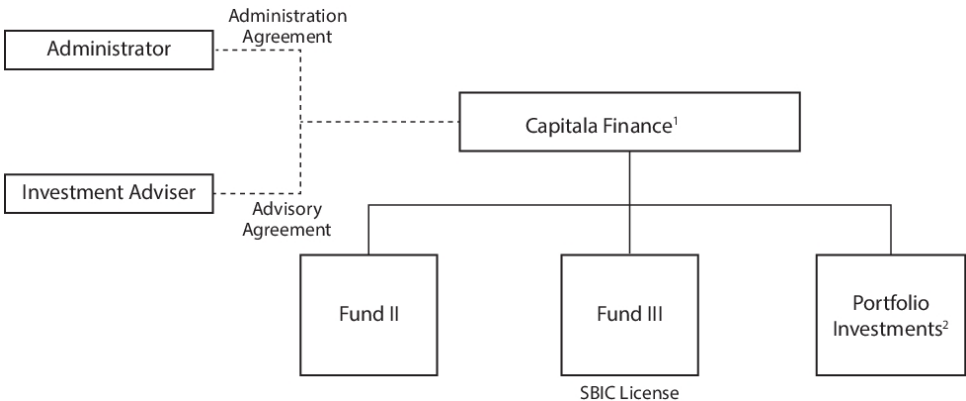 Administration
Agreement
Administrator
Capitala Finance¹
Investment Adviser
Advisory
Agreement
Fund II
Fund III
Portfolio
Investments²
SBIC License